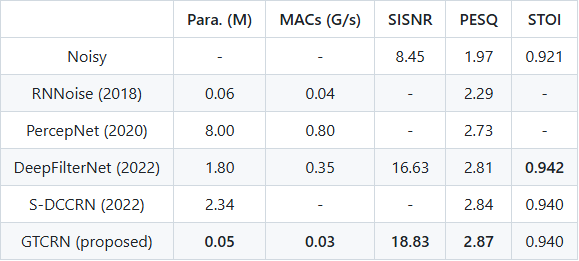 Para. (M) MACs (G/s) SISNR PESQ STOI
Noisy - - 8.45 1.97 0.921
RNNoise (2018) 0.06 0.04 - 2.29 -
PercepNet (2020) 8.00 0.80 - 2.73 -
DeepFilterNet (2022) 1.80 0.35 16.63 2.81 0.942
S-DCCRN (2022) 2.34 - - 2.84 0.940
GTCRN (proposed) 0.05 0.03 18.83 2.87 0.940